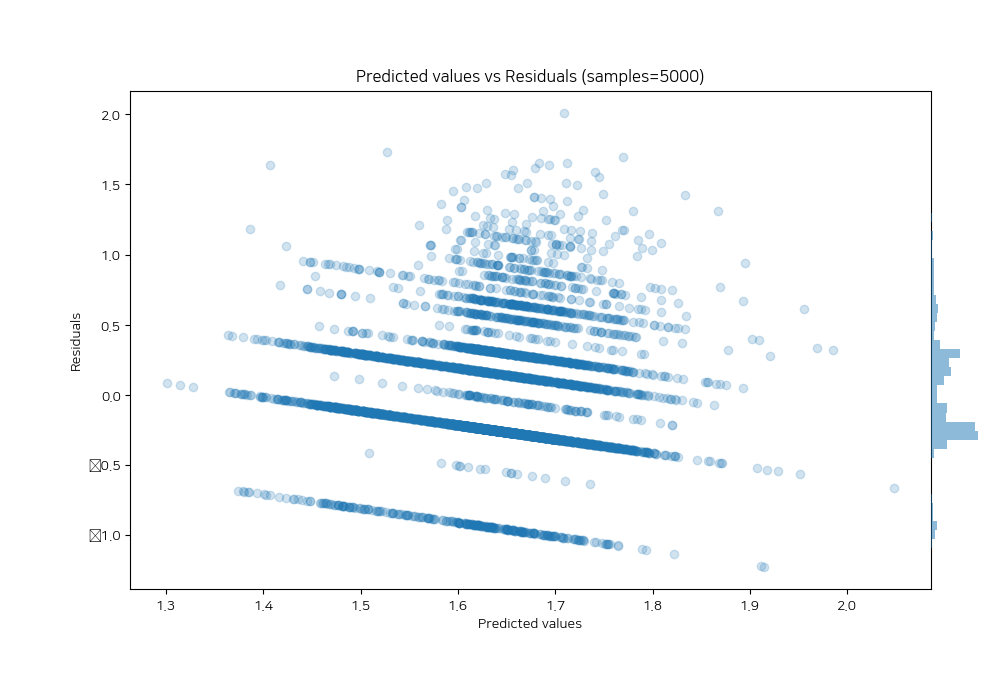 Predicted values vs Residuals (samples=5000)
2.0
1.5
1.0
0.5
0.0
☒0.5
☒1.0
Residuals
1.3 1.4 1.5 1.6 1.7 1.8 1.9 2.0
Predicted values